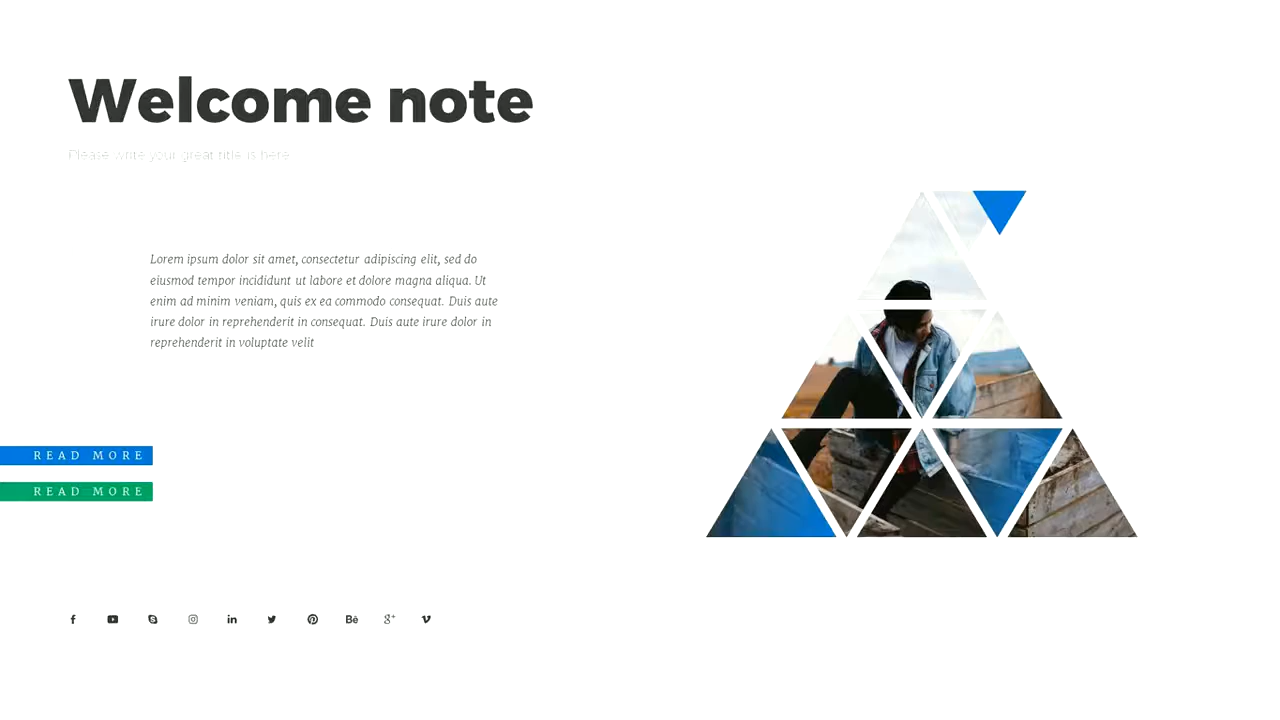 Welcome note
Please write your great title is here
Lorem ipsum dolor sit amet, consectetur adipiscing elit, sed do
eiusmod tempor incididunt ut labore et dolore magna aliqua. Ut
enim ad minim veniam, quis ex ea commodo consequat. Duis aute
irure dolor in reprehenderit in consequat. Duis aute irure dolor in
reprehenderit in voluptate velit
READ MORE
READ MORE